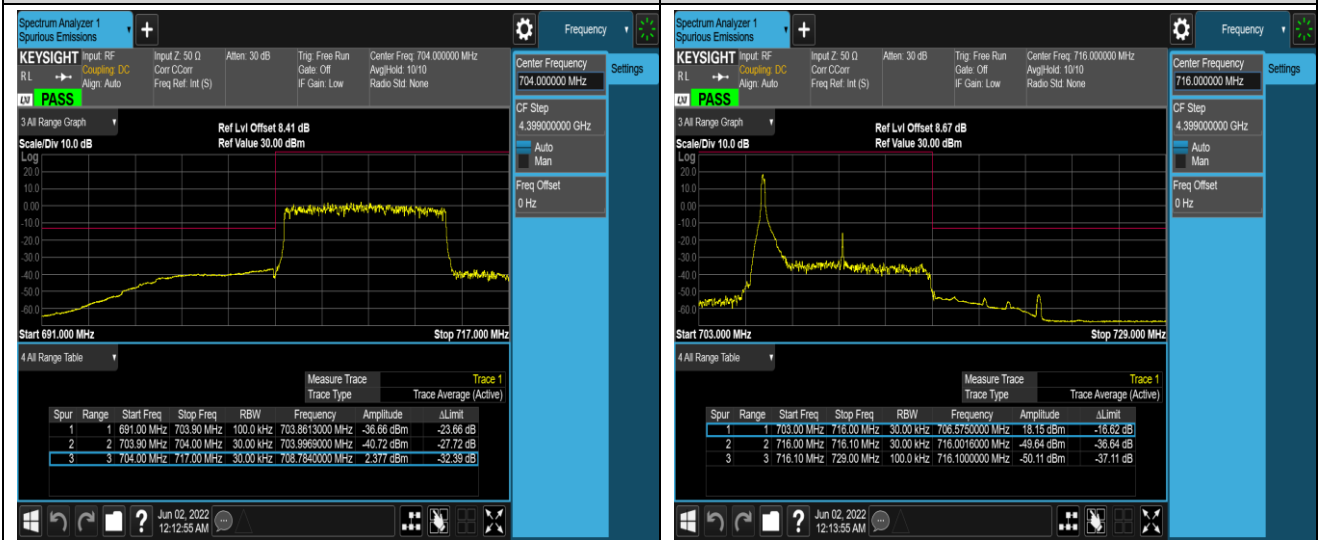 Spectrum Analyzer 1
Spurious Emissions
+
Frequency
KEYSIGHT Input: RF Input Z: 50 Ω Atten: 30 dB Trig: Free Run Center Freq: 704.000000 MHz
Coupling: DC Corr CCorr Gate: Off Avg|Hold: 10/10
RL Align: Auto Freq Ref: Int (S) IF Gain: Low Radio Std: None
LXI PASS
3 All Range Graph
Ref Lvl Offset 8.41 dB
Scale/Div 10.0 dB Ref Value 30.00 dBm
Log
20.0
10.0
0.00
-10.0
-20.0
-30.0
-40.0
-50.0
-60.0
Start 691.000 MHz Stop 717.000 MHz
4 All Range Table
Measure Trace Trace 1
Trace Type Trace Average (Active)
Spur Range Start Freq Stop Freq RBW Frequency Amplitude ΔLimit
1 1 691.00 MHz 703.90 MHz 100.0 kHz 703.8613000 MHz -36.66 dBm -23.66 dB
2 2 703.90 MHz 704.00 MHz 30.00 kHz 703.9969000 MHz -40.72 dBm -27.72 dB
3 3 704.00 MHz 717.00 MHz 30.00 kHz 708.7840000 MHz 2.377 dBm -32.39 dB
Center Frequency
704.000000 MHz
Settings
CF Step
4.399000000 GHz
Auto
Man
Freq Offset
0 Hz
?
Jun 02, 2022
12:12:55 AM
Spectrum Analyzer 1
Spurious Emissions
+
Frequency
KEYSIGHT Input: RF Input Z: 50 Ω Atten: 30 dB Trig: Free Run Center Freq: 716.000000 MHz
Coupling: DC Corr CCorr Gate: Off Avg|Hold: 10/10
RL Align: Auto Freq Ref: Int (S) IF Gain: Low Radio Std: None
LXI PASS
3 All Range Graph
Ref Lvl Offset 8.67 dB
Scale/Div 10.0 dB Ref Value 30.00 dBm
Log
20.0
10.0
0.00
-10.0
-20.0
-30.0
-40.0
-50.0
-60.0
Start 703.000 MHz Stop 729.000 MHz
4 All Range Table
Measure Trace Trace 1
Trace Type Trace Average (Active)
Spur Range Start Freq Stop Freq RBW Frequency Amplitude ΔLimit
1 1 703.00 MHz 716.00 MHz 30.00 kHz 706.5750000 MHz 18.15 dBm -16.62 dB
2 2 716.00 MHz 716.10 MHz 30.00 kHz 716.0016000 MHz -49.64 dBm -36.64 dB
3 3 716.10 MHz 729.00 MHz 100.0 kHz 716.1000000 MHz -50.11 dBm -37.11 dB
Center Frequency
716.000000 MHz
Settings
CF Step
4.399000000 GHz
Auto
Man
Freq Offset
0 Hz
?
Jun 02, 2022
12:13:55 AM